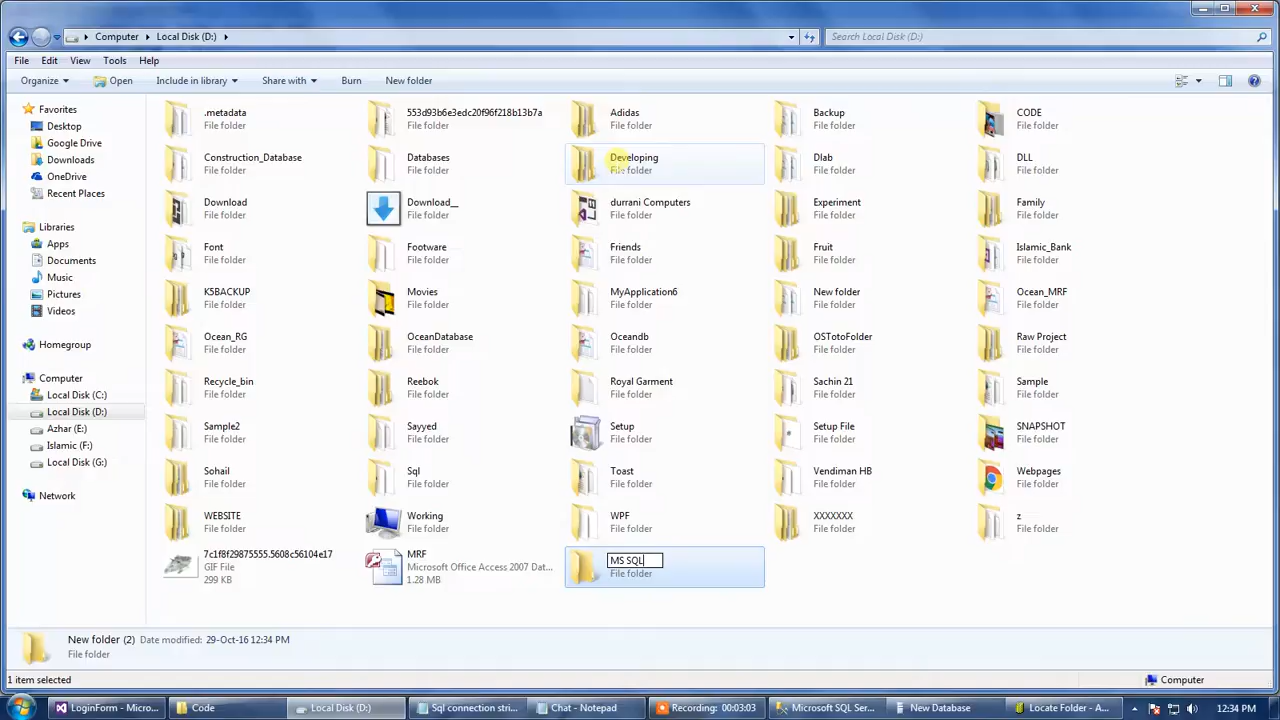 Computer ▸ Local Disk (D:) ▸
Search Local Disk (D:)
File Edit View Tools Help
Organize Open Include in library Share with Burn New folder
Favorites
Desktop
Google Drive
Downloads
OneDrive
Recent Places
Libraries
Apps
Documents
Music
Pictures
Videos
Homegroup
Computer
Local Disk (C:)
Local Disk (D:)
Azhar (E:)
Islamic (F:)
Local Disk (G:)
Network
.metadata
File folder
553d93b6e3edc20f96f218b13b7a
File folder
Adidas
File folder
Backup
File folder
CODE
File folder
Construction_Database
File folder
Databases
File folder
Developing
File folder
Dlab
File folder
DLL
File folder
Download
File folder
Download__
File folder
durrani Computers
File folder
Experiment
File folder
Family
File folder
Font
File folder
Footware
File folder
Friends
File folder
Fruit
File folder
Islamic_Bank
File folder
K5BACKUP
File folder
Movies
File folder
MyApplication6
File folder
New folder
File folder
Ocean_MRF
File folder
Ocean_RG
File folder
OceanDatabase
File folder
Oceandb
File folder
OSTotoFolder
File folder
Raw Project
File folder
Recycle_bin
File folder
Reebok
File folder
Royal Garment
File folder
Sachin 21
File folder
Sample
File folder
Sample2
File folder
Sayyed
File folder
Setup
File folder
Setup File
File folder
SNAPSHOT
File folder
Sohail
File folder
Sql
File folder
Toast
File folder
Vendiman HB
File folder
Webpages
File folder
WEBSITE
File folder
Working
File folder
WPF
File folder
XXXXXXX
File folder
z
File folder
7c1f8f29875555.5608c56104e17
GIF File
299 KB
MRF
Microsoft Office Access 2007 Dat...
1.28 MB
MS SQL
File folder
New folder (2) Date modified: 29-Oct-16 12:34 PM
File folder
1 item selected
Computer
LoginForm - Micro... Code Local Disk (D:) Sql connection stri... Chat - Notepad Recording: 00:03:03 Microsoft SQL Serv... New Database Locate Folder - A... 12:34 PM